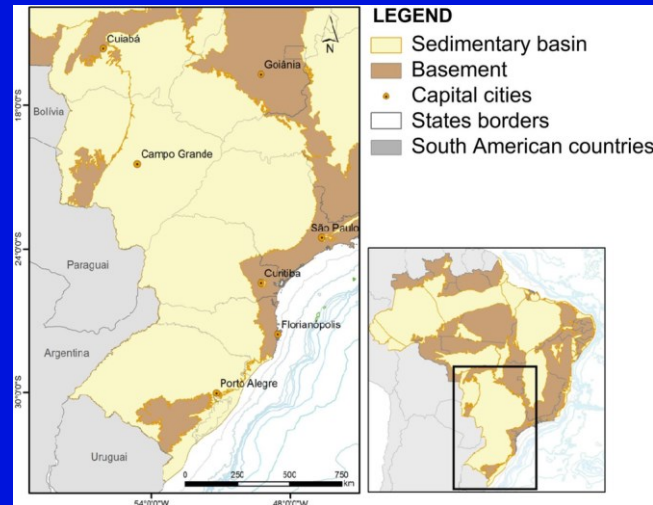 LEGEND
Sedimentary basin
Basement
Capital cities
States borders
South American countries
N
Cuiabá
Goiânia
18°0'0"S
Bolívia
Campo Grande
São Paulo
24°0'0"S
Paraguai
Curitiba
Florianópolis
Argentina
Porto Alegre
30°0'0"S
Uruguai
0 250 500 750
km
54°0'0"W 48°0'0"W